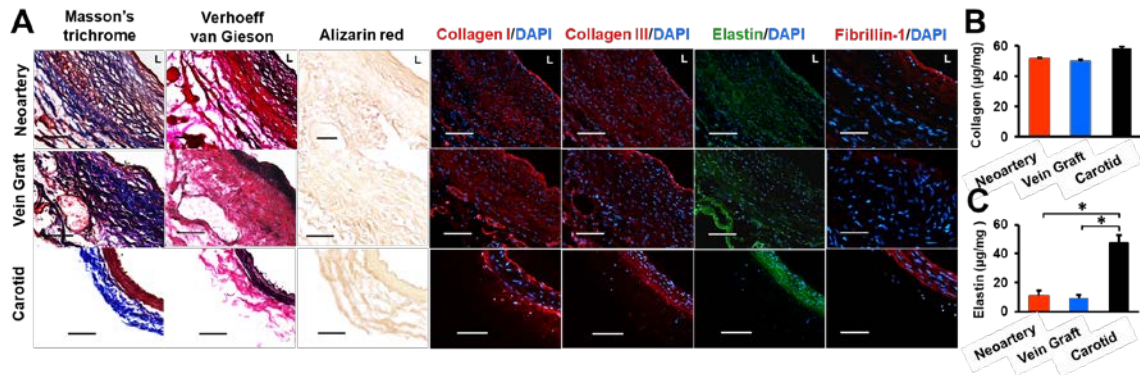 A
Masson's
trichrome
Verhoeff
van Gieson
Alizarin red
Collagen I/DAPI
Collagen III/DAPI
Elastin/DAPI
Fibrillin-1/DAPI
Neoartery
L
L
L
L
L
L
L
Vein Graft
Carotid
B
Collagen (µg/mg)
60
40
20
0
Neoartery
Vein Graft
Carotid
C
Elastin (µg/mg)
60
40
20
0
*
*
Neoartery
Vein Graft
Carotid